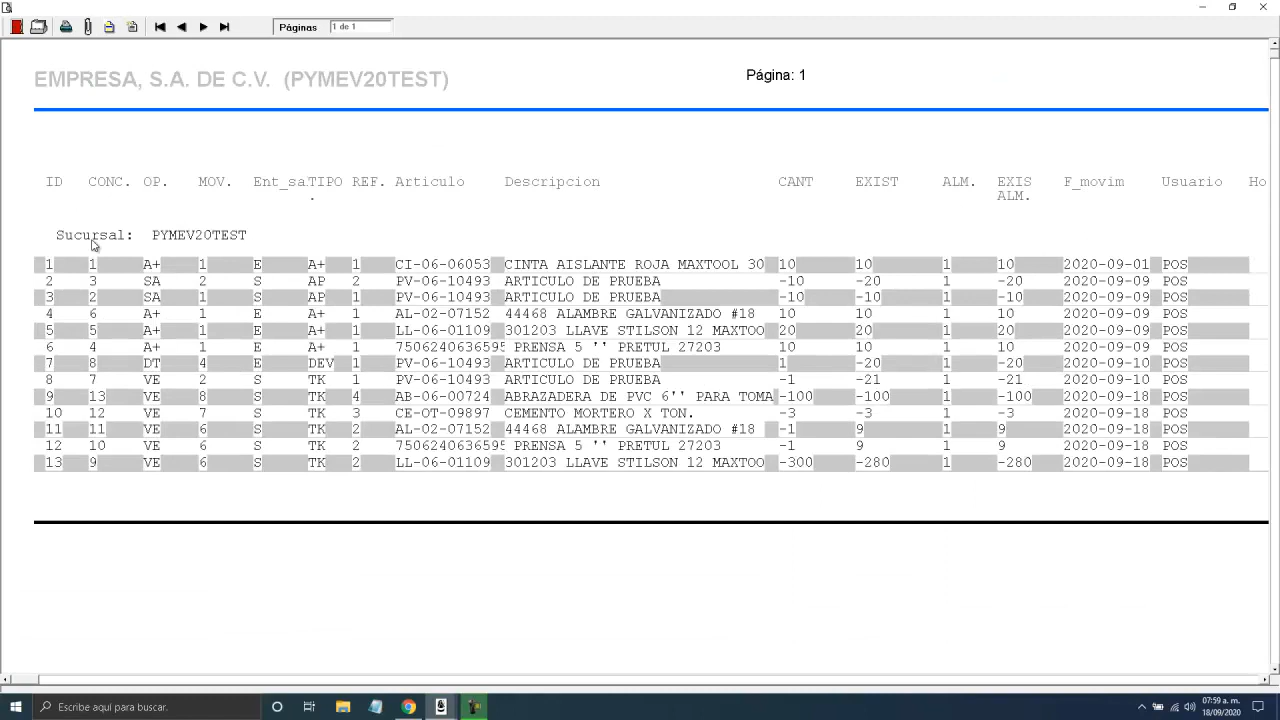 Páginas 1 de 1
EMPRESA, S.A. DE C.V. (PYMEV20TEST)
Página: 1
ID CONC. OP. MOV. Ent_sa TIPO. REF. Articulo Descripcion CANT EXIST ALM. EXIS ALM. F_movim Usuario Ho
Sucursal: PYMEV20TEST
1 1 A+ 1 E A+ 1 CI-06-06053 CINTA AISLANTE ROJA MAXTOOL 30 10 10 1 10 2020-09-01 POS
2 3 SA 2 S AP 2 PV-06-10493 ARTICULO DE PRUEBA -10 -20 1 -20 2020-09-09 POS
3 2 SA 1 S AP 1 PV-06-10493 ARTICULO DE PRUEBA -10 -10 1 -10 2020-09-09 POS
4 6 A+ 1 E A+ 1 AL-02-07152 44468 ALAMBRE GALVANIZADO #18 10 10 1 10 2020-09-09 POS
5 5 A+ 1 E A+ 1 LL-06-01109 301203 LLAVE STILSON 12 MAXTOO 20 20 1 20 2020-09-09 POS
6 4 A+ 1 E A+ 1 7506240636595 PRENSA 5 '' PRETUL 27203 10 10 1 10 2020-09-09 POS
7 8 DT 4 E DEV 1 PV-06-10493 ARTICULO DE PRUEBA 1 -20 1 -20 2020-09-10 POS
8 7 VE 2 S TK 1 PV-06-10493 ARTICULO DE PRUEBA -1 -21 1 -21 2020-09-10 POS
9 13 VE 8 S TK 4 AB-06-00724 ABRAZADERA DE PVC 6'' PARA TOMA -100 -100 1 -100 2020-09-18 POS
10 12 VE 7 S TK 3 CE-OT-09897 CEMENTO MORTERO X TON. -3 -3 1 -3 2020-09-18 POS
11 11 VE 6 S TK 2 AL-02-07152 44468 ALAMBRE GALVANIZADO #18 -1 9 1 9 2020-09-18 POS
12 10 VE 6 S TK 2 7506240636595 PRENSA 5 '' PRETUL 27203 -1 9 1 9 2020-09-18 POS
13 9 VE 6 S TK 2 LL-06-01109 301203 LLAVE STILSON 12 MAXTOO -300 -280 1 -280 2020-09-18 POS
Escribe aquí para buscar.
07:59 a. m.
18/09/2020